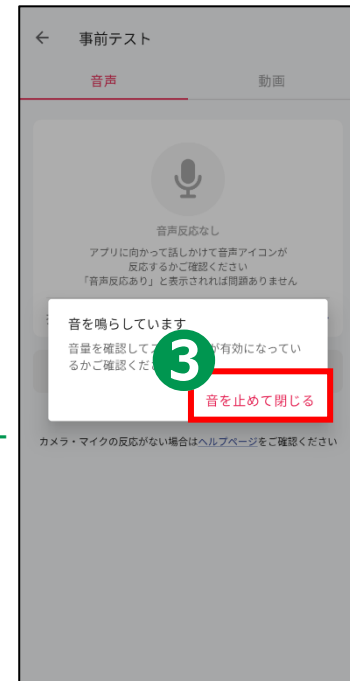 ← 事前テスト
音声 動画
音声反応なし
アプリに向かって話しかけて音声アイコンが
反応するかご確認ください
「音声反応あり」と表示されれば問題ありません
音を鳴らしています
音量を確認してス が有効になってい
るかご確認くだ
3
音を止めて閉じる
カメラ・マイクの反応がない場合はヘルプページをご確認ください